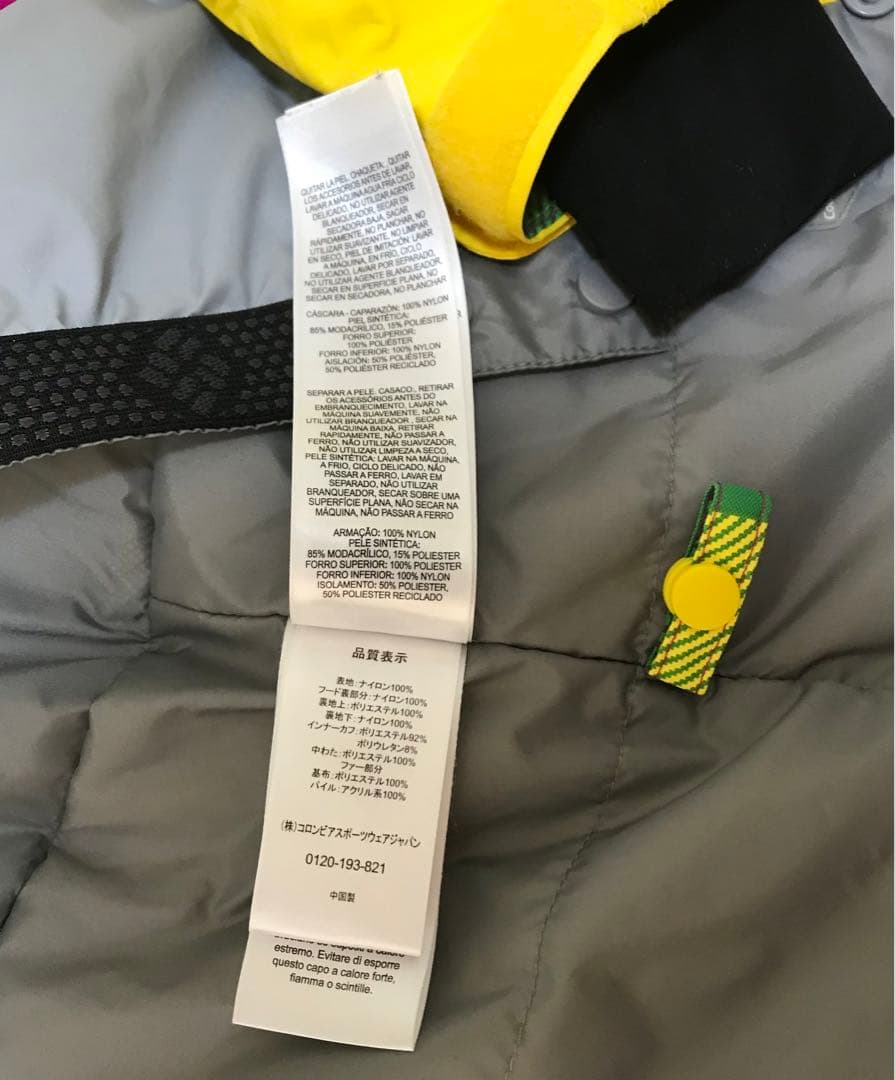 QUITAR LA PIEL. CHAQUETA:, QUITAR
LOS ACCESORIOS ANTES DE LAVAR,
LAVAR A MÁQUINA AGUA FRÍA CICLO
DELICADO, NO UTILIZAR AGENTE
BLANQUEADOR, SECAR EN
SECADORA BAJA, SACAR
RÁPIDAMENTE, NO PLANCHAR, NO
UTILIZAR SUAVIZANTE, NO LIMPIAR
EN SECO, PIEL DE IMITACIÓN: LAVAR
A MÁQUINA, EN FRÍO, CICLO
DELICADO, LAVAR POR SEPARADO,
NO UTILIZAR AGENTE BLANQUEADOR,
SECAR EN SUPERFICIE PLANA, NO
SECAR EN SECADORA, NO PLANCHAR
CÁSCARA - CAPARAZÓN: 100% NYLON
PIEL SINTÉTICA:
85% MODACRÍLICO, 15% POLIÉSTER
FORRO SUPERIOR:
100% POLIÉSTER
FORRO INFERIOR: 100% NYLON
AISLACIÓN: 50% POLIÉSTER,
50% POLIÉSTER RECICLADO
SEPARAR A PELE. CASACO:, RETIRAR
OS ACESSÓRIOS ANTES DO
EMBRANQUECIMENTO, LAVAR NA
MÁQUINA SUAVEMENTE, NÃO
UTILIZAR BRANQUEADOR , SECAR NA
MÁQUINA BAIXA, RETIRAR
RAPIDAMENTE, NÃO PASSAR A
FERRO, NÃO UTILIZAR SUAVIZADOR,
NÃO UTILIZAR LIMPEZA A SECO,
PELE SINTÉTICA: LAVAR NA MÁQUINA,
A FRIO, CICLO DELICADO, NÃO
PASSAR A FERRO, LAVAR EM
SEPARADO, NÃO UTILIZAR
BRANQUEADOR, SECAR SOBRE UMA
SUPERFÍCIE PLANA, NÃO SECAR NA
MÁQUINA, NÃO PASSAR A FERRO
ARMAÇÃO: 100% NYLON
PELE SINTÉTICA:
85% MODACRÍLICO, 15% POLIESTER
FORRO SUPERIOR: 100% POLIESTER
FORRO INFERIOR: 100% NYLON
ISOLAMENTO: 50% POLIESTER,
50% POLIESTER RECICLADO
品質表示
表地:ナイロン100%
フード裏部分:ナイロン100%
裏地上:ポリエステル100%
裏地下:ナイロン100%
インナーカフ:ポリエステル92%
ポリウレタン8%
中わた:ポリエステル100%
ファー部分
基布:ポリエステル100%
パイル:アクリル系100%
(株)コロンビアスポーツウェアジャパン
0120-193-821
中国製
estremo. Evitare di esporre
questo capo a calore forte,
fiamma o scintille.